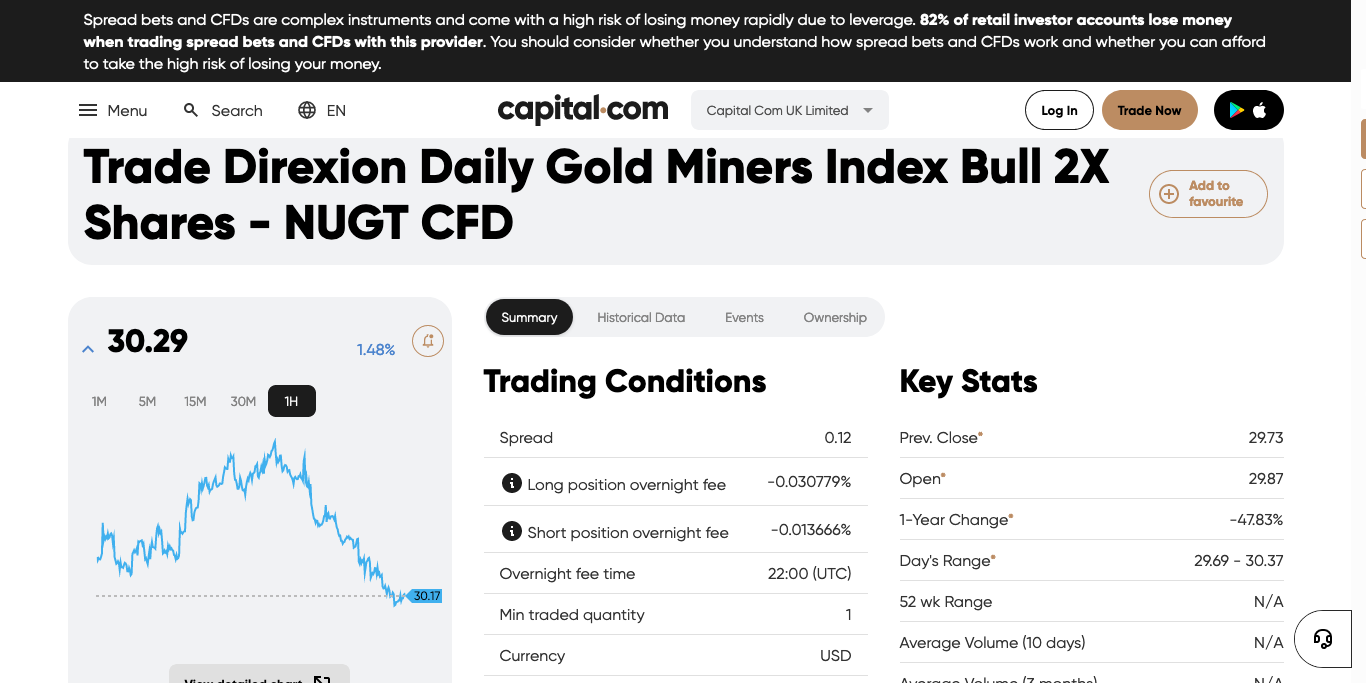 Spread bets and CFDs are complex instruments and come with a high risk of losing money rapidly due to leverage. 82% of retail investor accounts lose money
when trading spread bets and CFDs with this provider. You should consider whether you understand how spread bets and CFDs work and whether you can afford
to take the high risk of losing your money.
Menu
Search
EN
capital.com
Capital Com UK Limited
Log In
Trade Now
Trade Direxion Daily Gold Miners Index Bull 2X
Shares - NUGT CFD
Add to
favourite
30.29
1.48%
1M 5M 15M 30M 1H
30.17
View detailed chart
Summary Historical Data Events Ownership
Trading Conditions
Spread 0.12
Long position overnight fee -0.030779%
Short position overnight fee -0.013666%
Overnight fee time 22:00 (UTC)
Min traded quantity 1
Currency USD
Key Stats
Prev. Close* 29.73
Open* 29.87
1-Year Change* -47.83%
Day's Range* 29.69 - 30.37
52 wk Range N/A
Average Volume (10 days) N/A
Average Volume (3 months) N/A